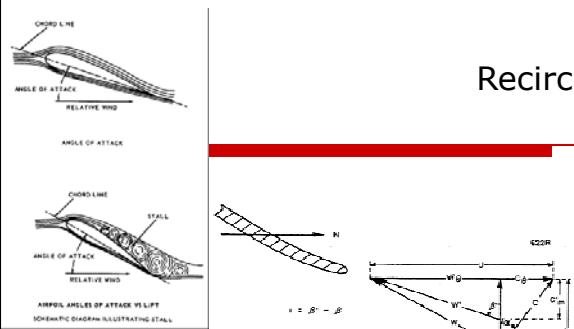 Recirc
CHORD LINE
ANGLE OF ATTACK
RELATIVE WIND
ANGLE OF ATTACK
CHORD LINE
STALL
ANGLE OF ATTACK
RELATIVE WIND
AIRFOIL ANGLES OF ATTACK VS LIFT
SCHEMATIC DIAGRAM ILLUSTRATING STALL
U
W